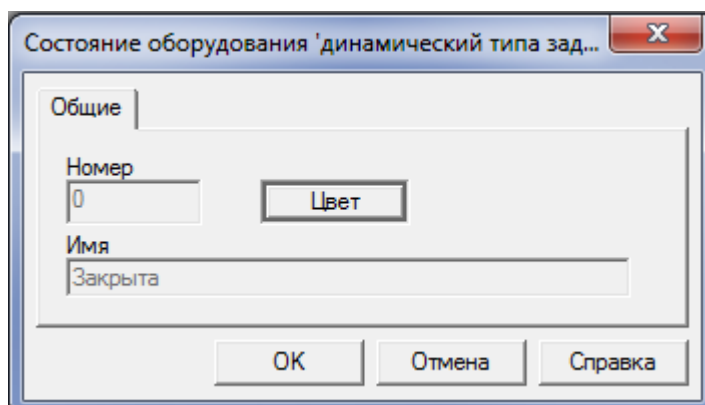 Состояние оборудования 'динамический типа зад...
Общие
Номер
0
Цвет
Имя
Закрыта
OK
Отмена
Справка